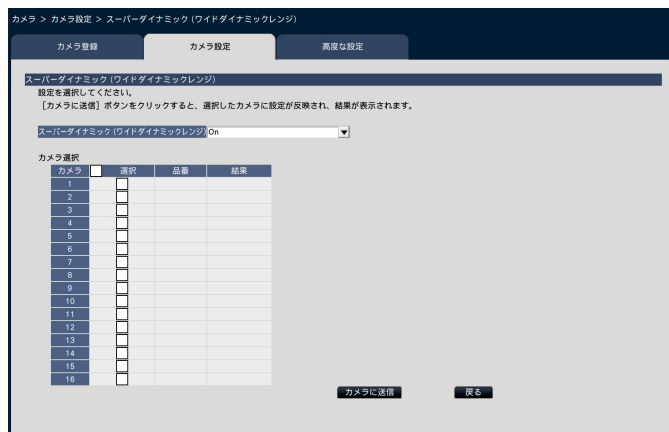 カメラ > カメラ設定 > スーパーダイナミック (ワイドダイナミックレンジ)
カメラ登録 カメラ設定 高度な設定
スーパーダイナミック (ワイドダイナミックレンジ)
設定を選択してください。
[カメラに送信] ボタンをクリックすると、選択したカメラに設定が反映され、結果が表示されます。
スーパーダイナミック (ワイドダイナミックレンジ) On
カメラ選択
カメラ 選択 品番 結果
1
2
3
4
5
6
7
8
9
10
11
12
13
14
15
16
カメラに送信 戻る